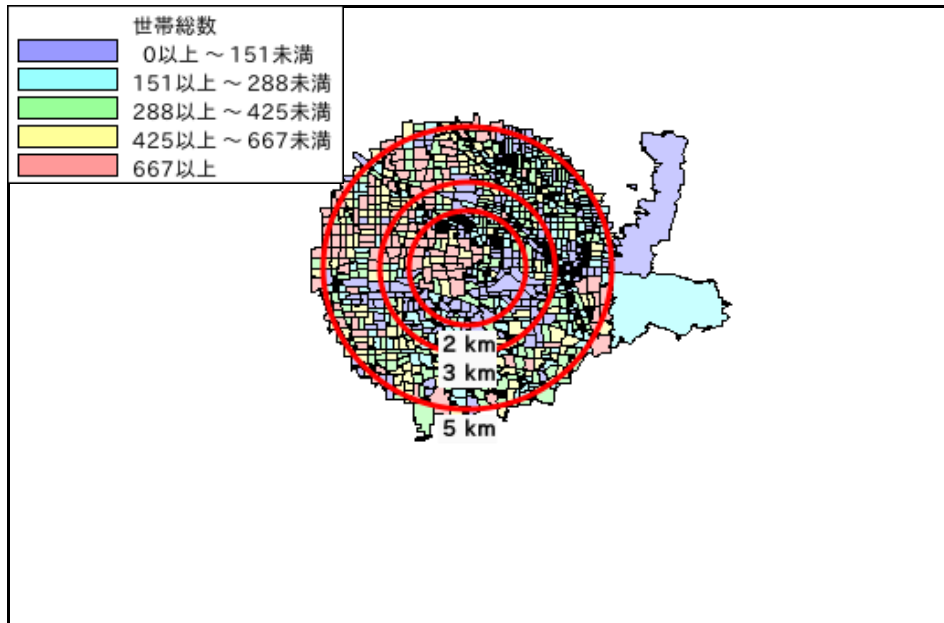 世帯総数
0以上 ～ 151未満
151以上 ～ 288未満
288以上 ～ 425未満
425以上 ～ 667未満
667以上
2 km
3 km
5 km